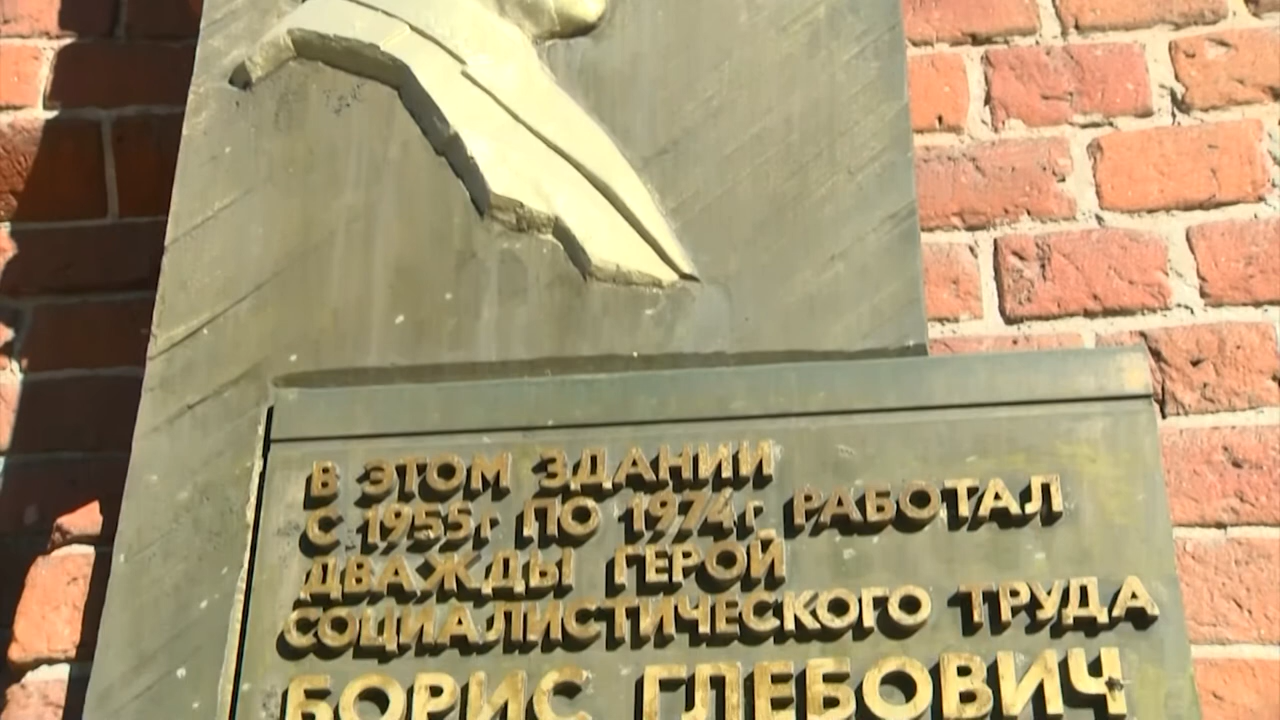 В ЭТОМ ЗДАНИИ
С 1955г ПО 1974г. РАБОТАЛ
ДВАЖДЫ ГЕРОЙ
СОЦИАЛИСТИЧЕСКОГО ТРУДА
БОРИС ГЛЕБОВИЧ